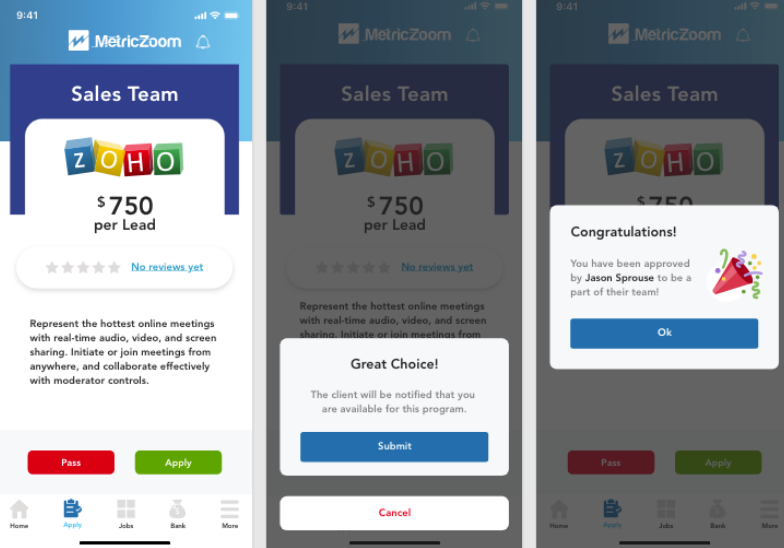 9:41
MetricZoom
Sales Team
ZOHO
$750
per Lead
No reviews yet
Represent the hottest online meetings
with real-time audio, video, and screen
sharing. Initiate or join meetings from
anywhere, and collaborate effectively
with moderator controls.
Pass
Apply
Home
Apply
Jobs
Bank
More
9:41
MetricZoom
Sales Team
ZOHO
$750
per Lead
No reviews yet
Represent the hottest online meetings
with real-time audio, video, and screen
sharing. Initiate or join meetings from
Great Choice!
The client will be notified that you
are available for this program.
Submit
Cancel
9:41
MetricZoom
Sales Team
ZOHO
$750
Congratulations!
You have been approved
by Jason Sprouse to be a
part of their team!
Ok
Pass
Apply
Home
Apply
Jobs
Bank
More